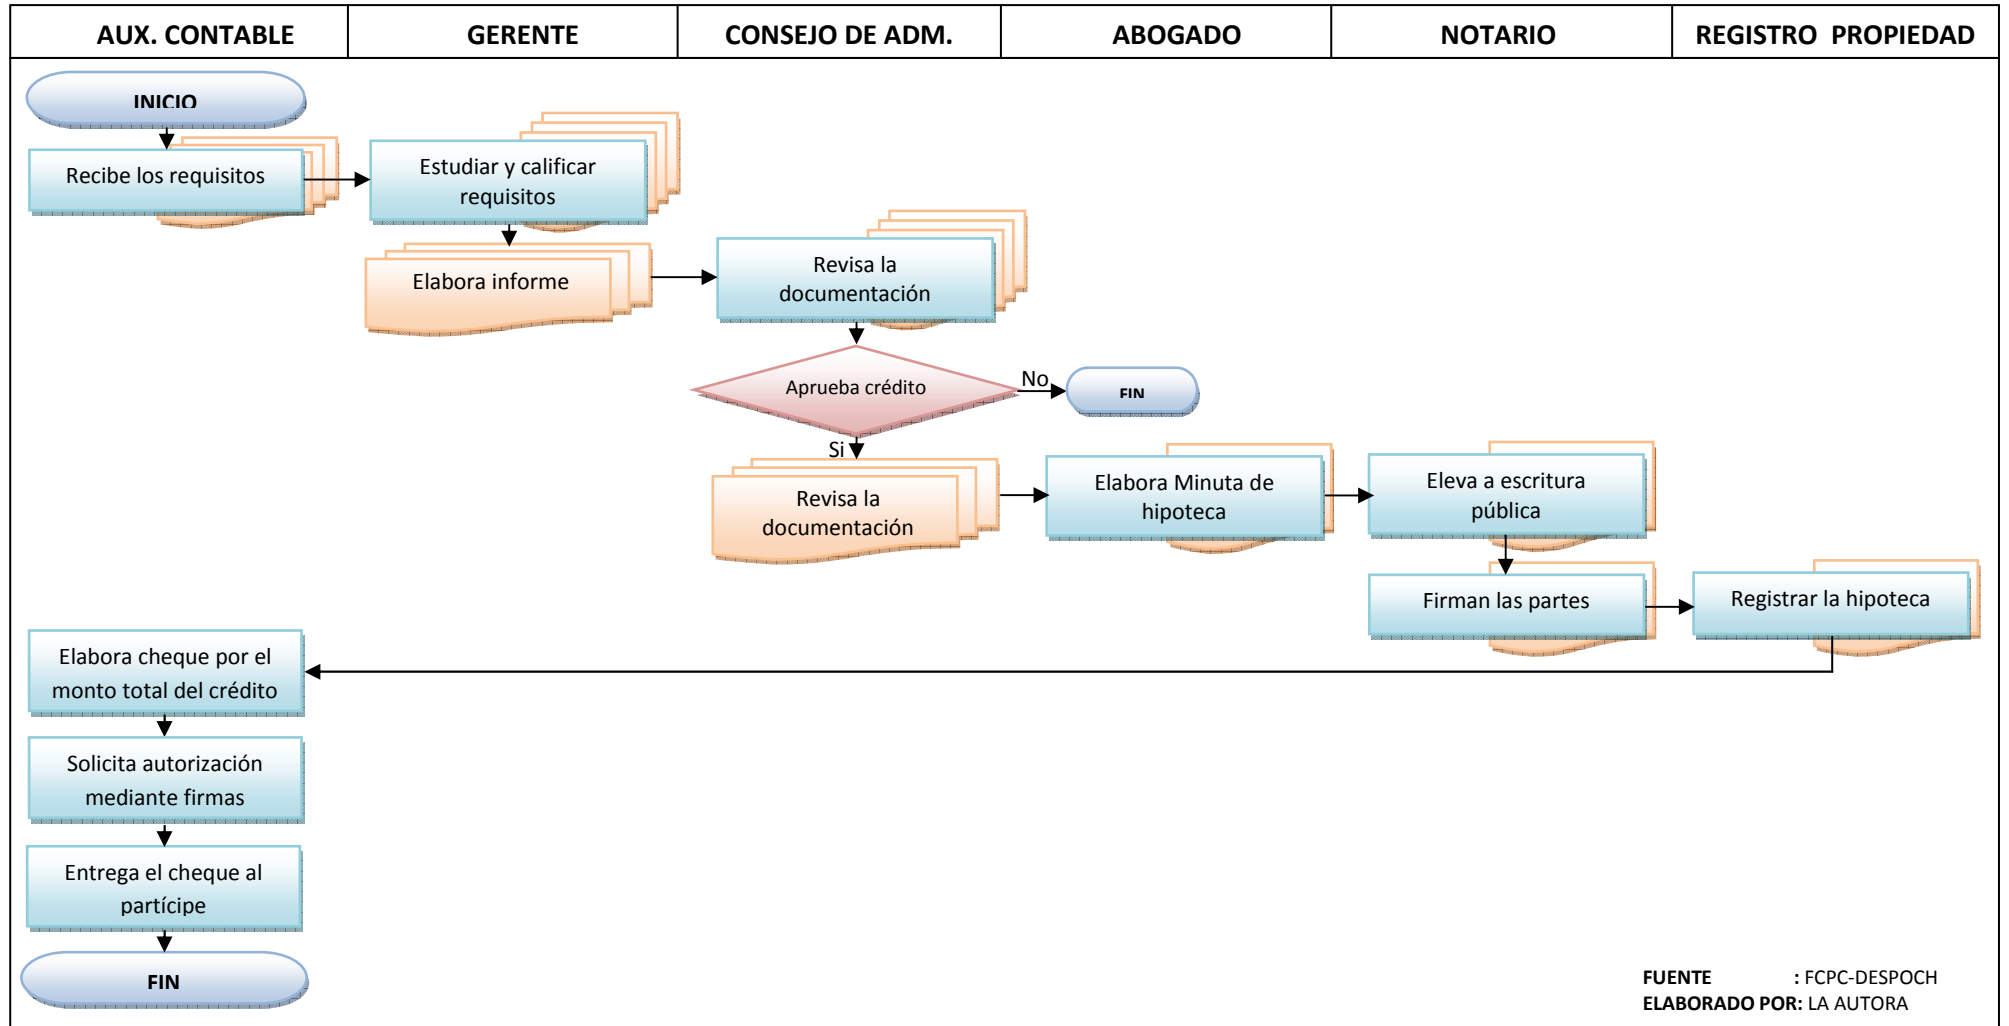 AUX. CONTABLE
GERENTE
CONSEJO DE ADM.
ABOGADO
NOTARIO
REGISTRO PROPIEDAD
INICIO
Recibe los requisitos
Estudiar y calificar
requisitos
Elabora informe
Revisa la
documentación
Aprueba crédito
No
FIN
Si
Revisa la
documentación
Elabora Minuta de
hipoteca
Eleva a escritura
pública
Firman las partes
Registrar la hipoteca
Elabora cheque por el
monto total del crédito
Solicita autorización
mediante firmas
Entrega el cheque al
partícipe
FIN
FUENTE : FCPC-DESPOCH
ELABORADO POR: LA AUTORA